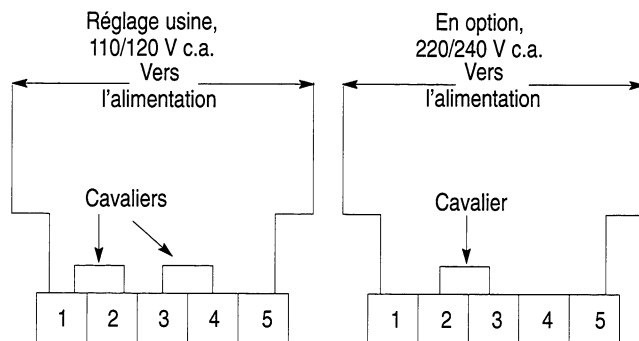 Réglage usine,
110/120 V c.a.
Vers
l'alimentation
Cavaliers
1 2 3 4 5
En option,
220/240 V c.a.
Vers
l'alimentation
Cavalier
1 2 3 4 5